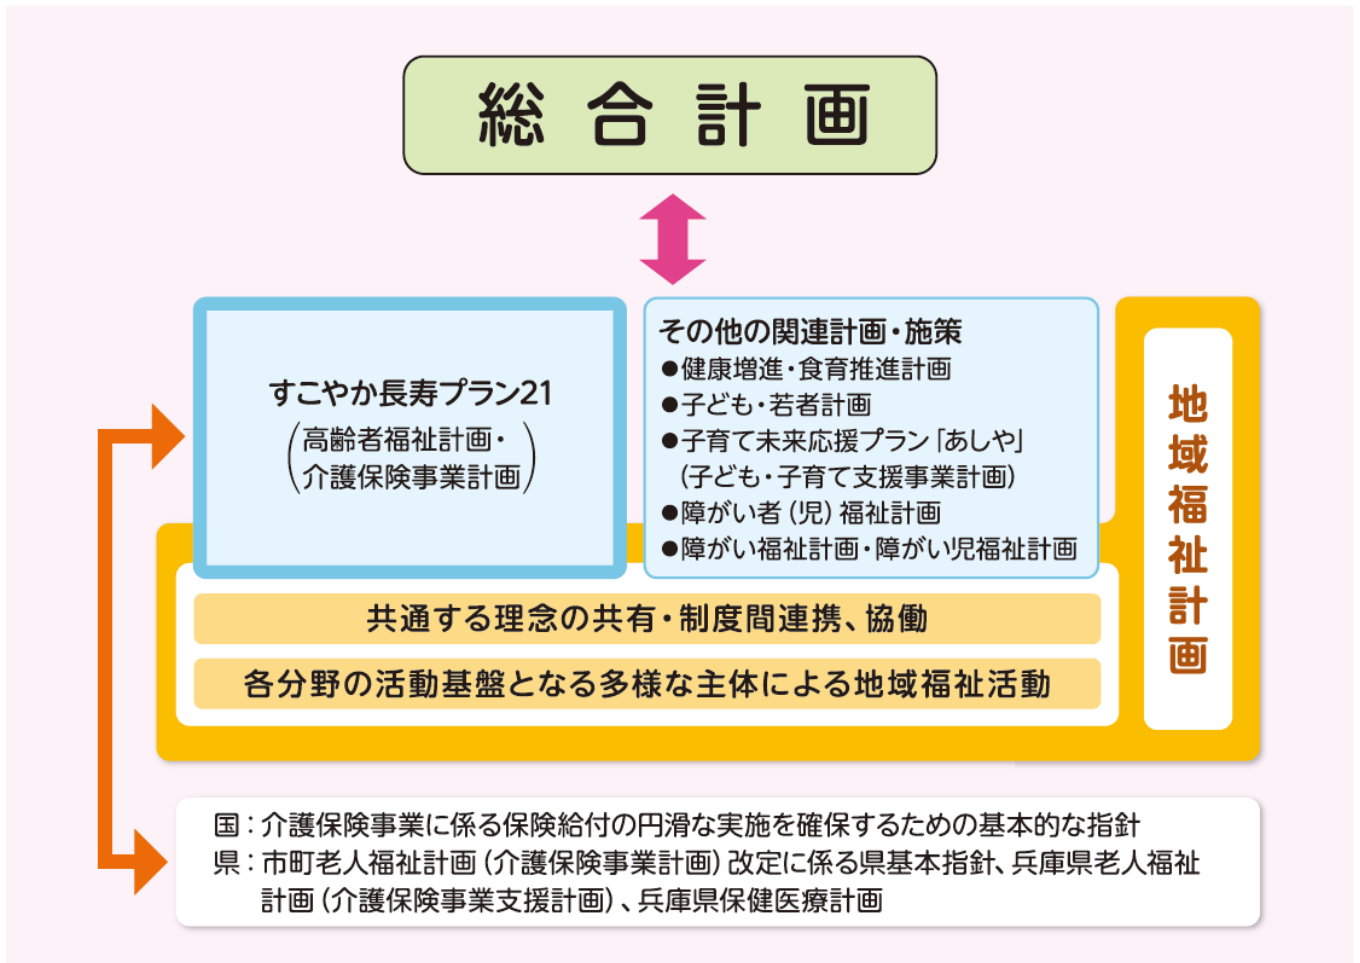 総合計画
すこやか長寿プラン21
(高齢者福祉計画・
介護保険事業計画)
その他の関連計画・施策
●健康増進・食育推進計画
●子ども・若者計画
●子育て未来応援プラン「あしや」
(子ども・子育て支援事業計画)
●障がい者(児)福祉計画
●障がい福祉計画・障がい児福祉計画
地域福祉計画
共通する理念の共有・制度間連携、協働
各分野の活動基盤となる多様な主体による地域福祉活動
国:介護保険事業に係る保険給付の円滑な実施を確保するための基本的な指針
県:市町老人福祉計画(介護保険事業計画)改定に係る県基本指針、兵庫県老人福祉
計画(介護保険事業支援計画)、兵庫県保健医療計画